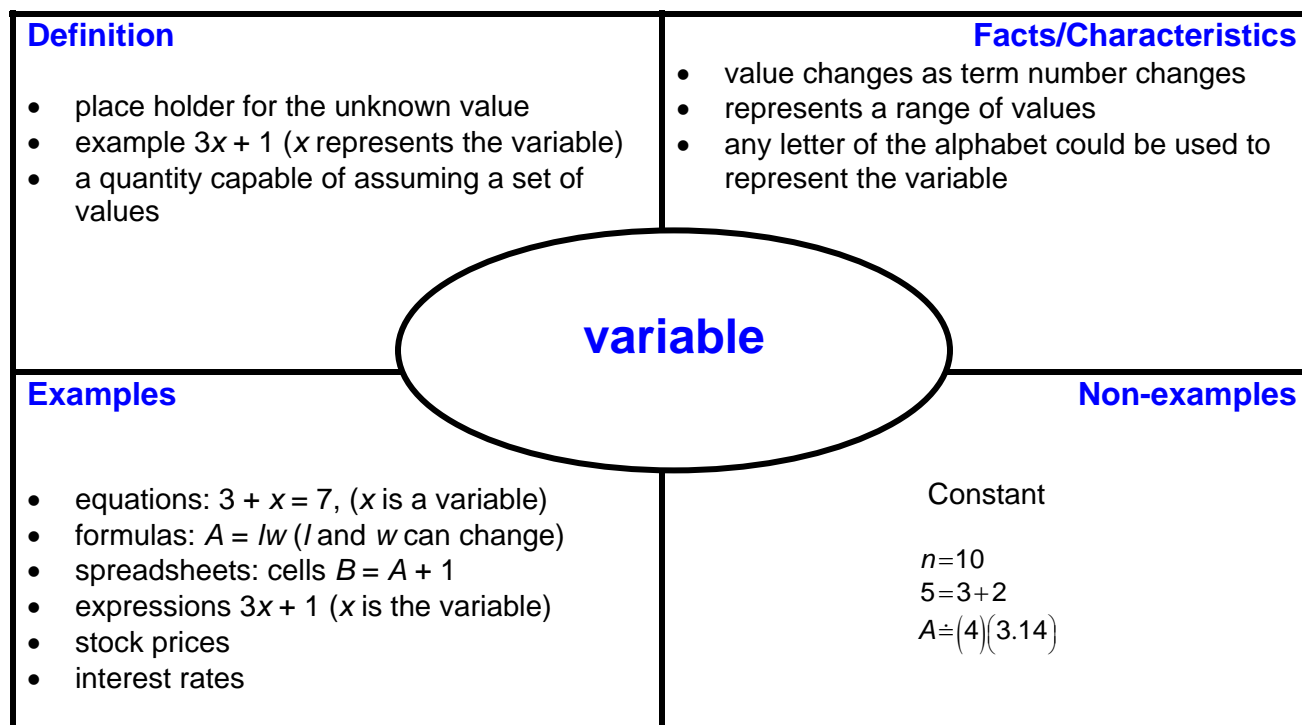 Definition
• place holder for the unknown value
• example 3x + 1 (x represents the variable)
• a quantity capable of assuming a set of
values
Facts/Characteristics
• value changes as term number changes
• represents a range of values
• any letter of the alphabet could be used to
represent the variable
variable
Examples
• equations: 3 + x = 7, (x is a variable)
• formulas: A = lw (l and w can change)
• spreadsheets: cells B = A + 1
• expressions 3x + 1 (x is the variable)
• stock prices
• interest rates
Non-examples
Constant
n=10
5=3+2
A≐(4)(3.14)